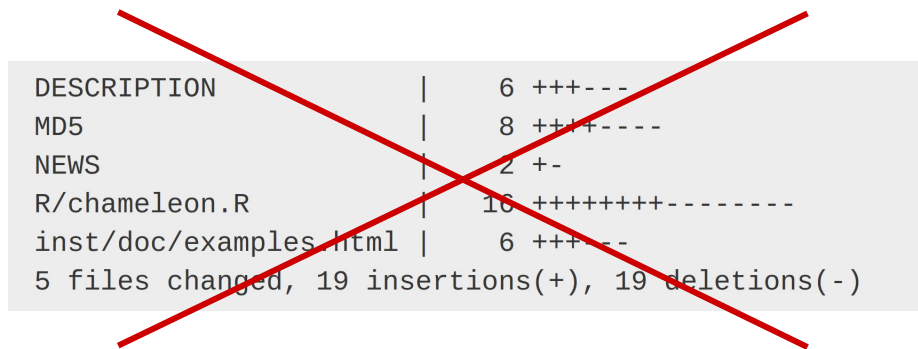 DESCRIPTION | 6 +++---
MD5 | 8 ++++----
NEWS | 2 +-
R/chameleon.R | 16 ++++++++--------
inst/doc/examples.html | 6 +++---
5 files changed, 19 insertions(+), 19 deletions(-)